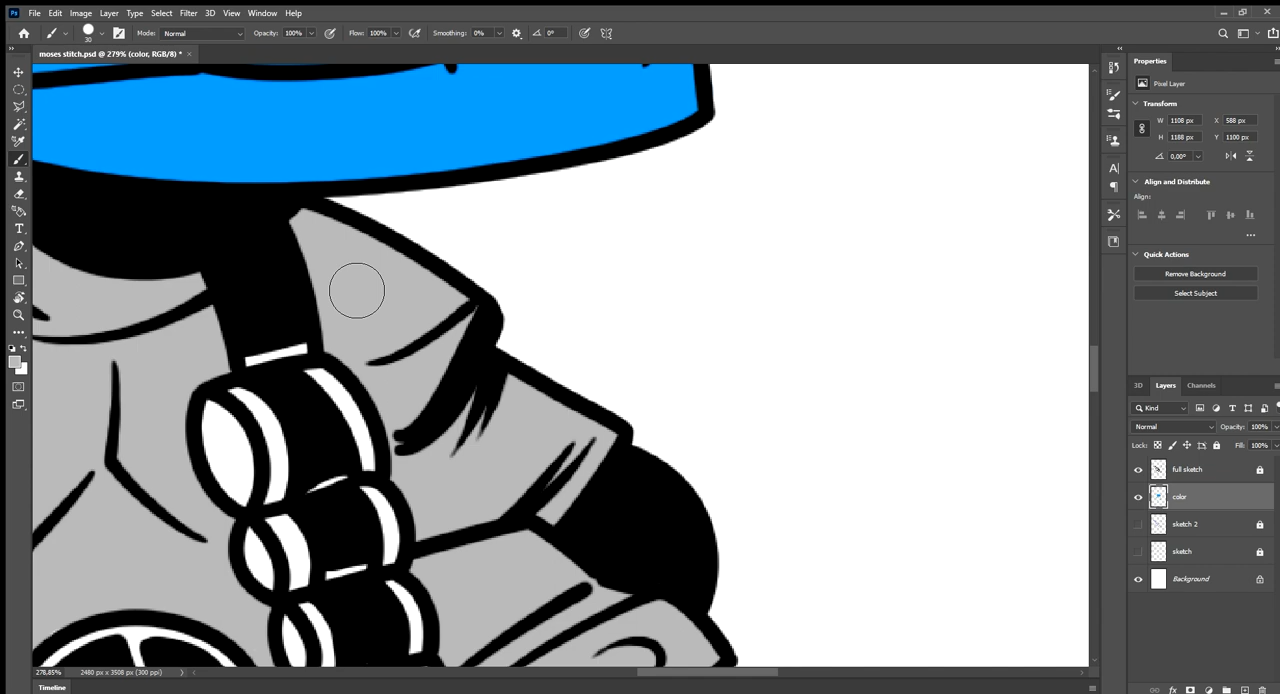 Ps File Edit Image Layer Type Select Filter 3D View Window Help
30 Mode: Normal Opacity: 100% Flow: 100% Smoothing: 0% 0°
moses stitch.psd @ 279% (color, RGB/8) * ×
Properties
Pixel Layer
Transform
W 1108 px X 588 px
H 1188 px Y 1100 px
0,00°
Align and Distribute
Align:
Quick Actions
Remove Background
Select Subject
3D Layers Channels
Kind
Normal Opacity: 100%
Lock: Fill: 100%
full sketch
color
sketch 2
sketch
Background
278,85% 2480 px x 3508 px (300 ppi)
Timeline